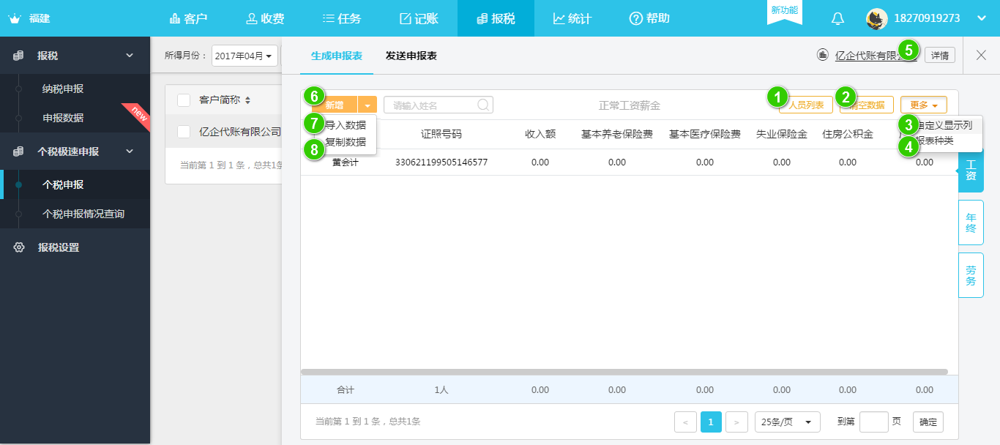 福建
客户
收费
任务
记账
报税
统计
帮助
新功能
18270919273
报税
纳税申报
申报数据
new
个税极速申报
个税申报
个税申报情况查询
报税设置
所得月份：
2017年04月
客户简称
亿企代账有限公司
当前第 1 到 1 条，总共1条
生成申报表
发送申报表
亿企代账有限公
5
详情
6
新增
请输入姓名
正常工资薪金
1
人员列表
2
清空数据
更多
7
导入数据
8
复制数据
3
自定义显示列
4
报表种类
证照号码
收入额
基本养老保险费
基本医疗保险费
失业保险金
住房公积金
黄会计
330621199505146577
0.00
0.00
0.00
0.00
0.00
0.00
工资
年终
劳务
合计
1人
0.00
0.00
0.00
0.00
0.00
0.00
当前第 1 到 1 条，总共1条
<
1
>
25条/页
到第
页
确定